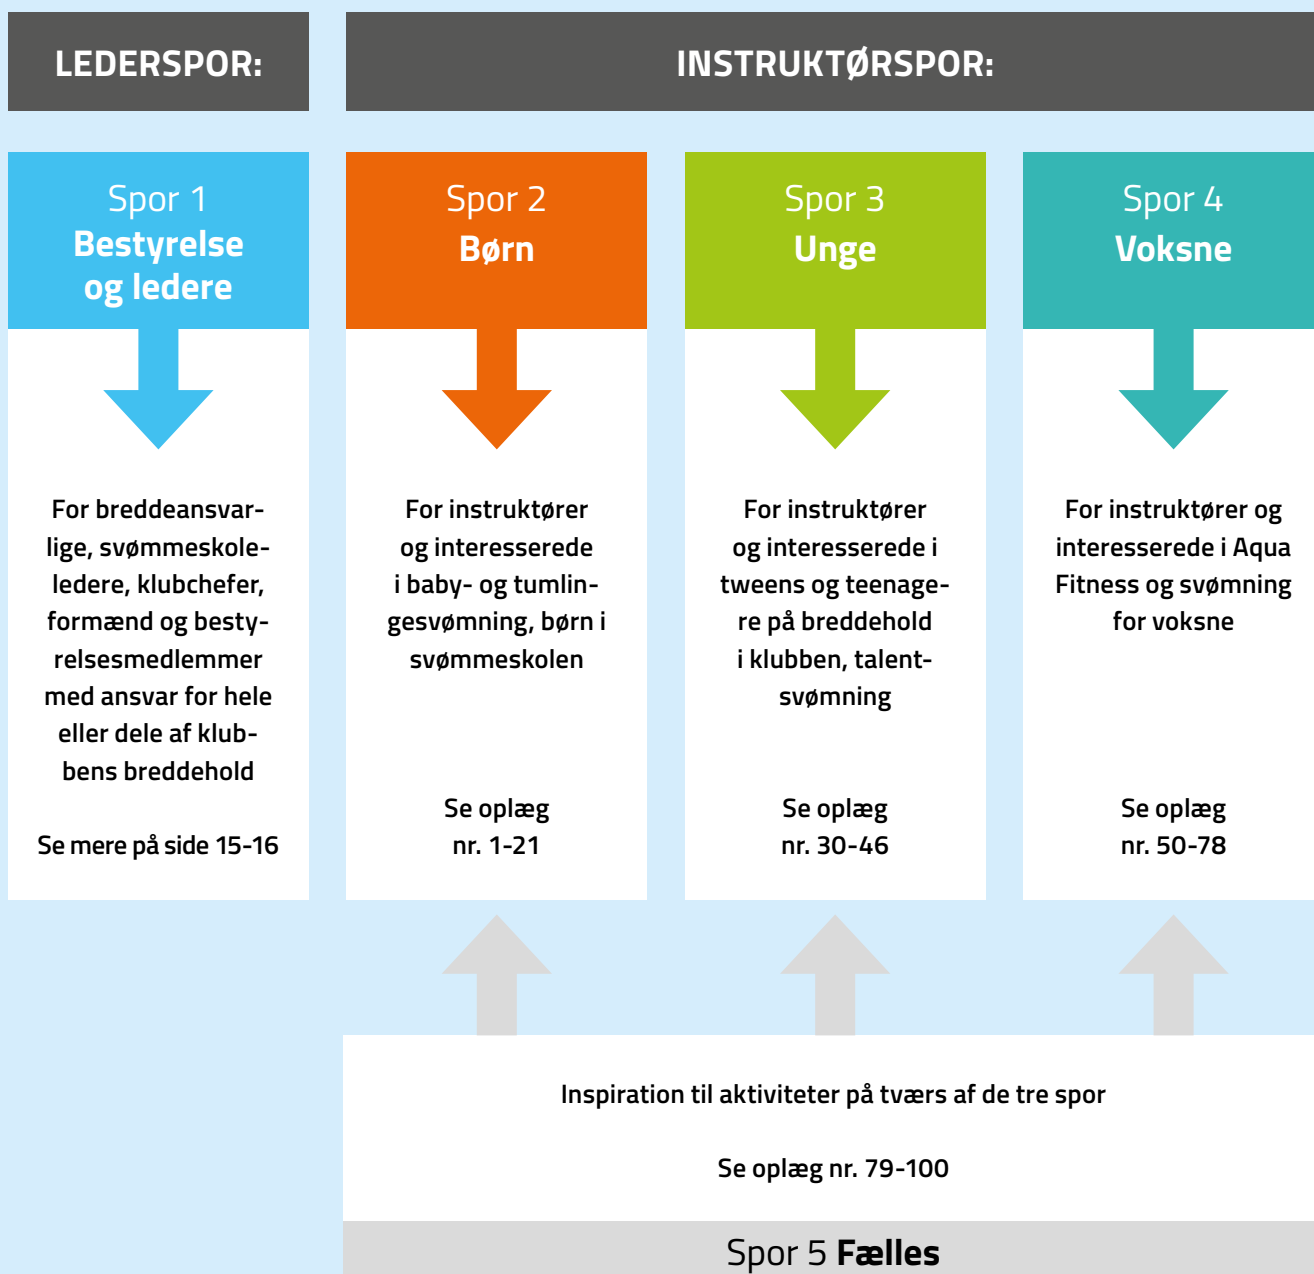 LEDERSPOR:
INSTRUKTØRSPOR:
Spor 1
Bestyrelse
og ledere
For breddeansvar-
lige, svømmeskole-
ledere, klubchefer,
formænd og besty-
relsesmedlemmer
med ansvar for hele
eller dele af klub-
bens breddehold
Se mere på side 15-16
Spor 2
Børn
For instruktører
og interesserede
i baby- og tumlin-
gesvømning, børn i
svømmeskolen
Se oplæg
nr. 1-21
Spor 3
Unge
For instruktører
og interesserede i
tweens og teenage-
re på breddehold
i klubben, talent-
svømning
Se oplæg
nr. 30-46
Spor 4
Voksne
For instruktører og
interesserede i Aqua
Fitness og svømning
for voksne
Se oplæg
nr. 50-78
Inspiration til aktiviteter på tværs af de tre spor
Se oplæg nr. 79-100
Spor 5 Fælles